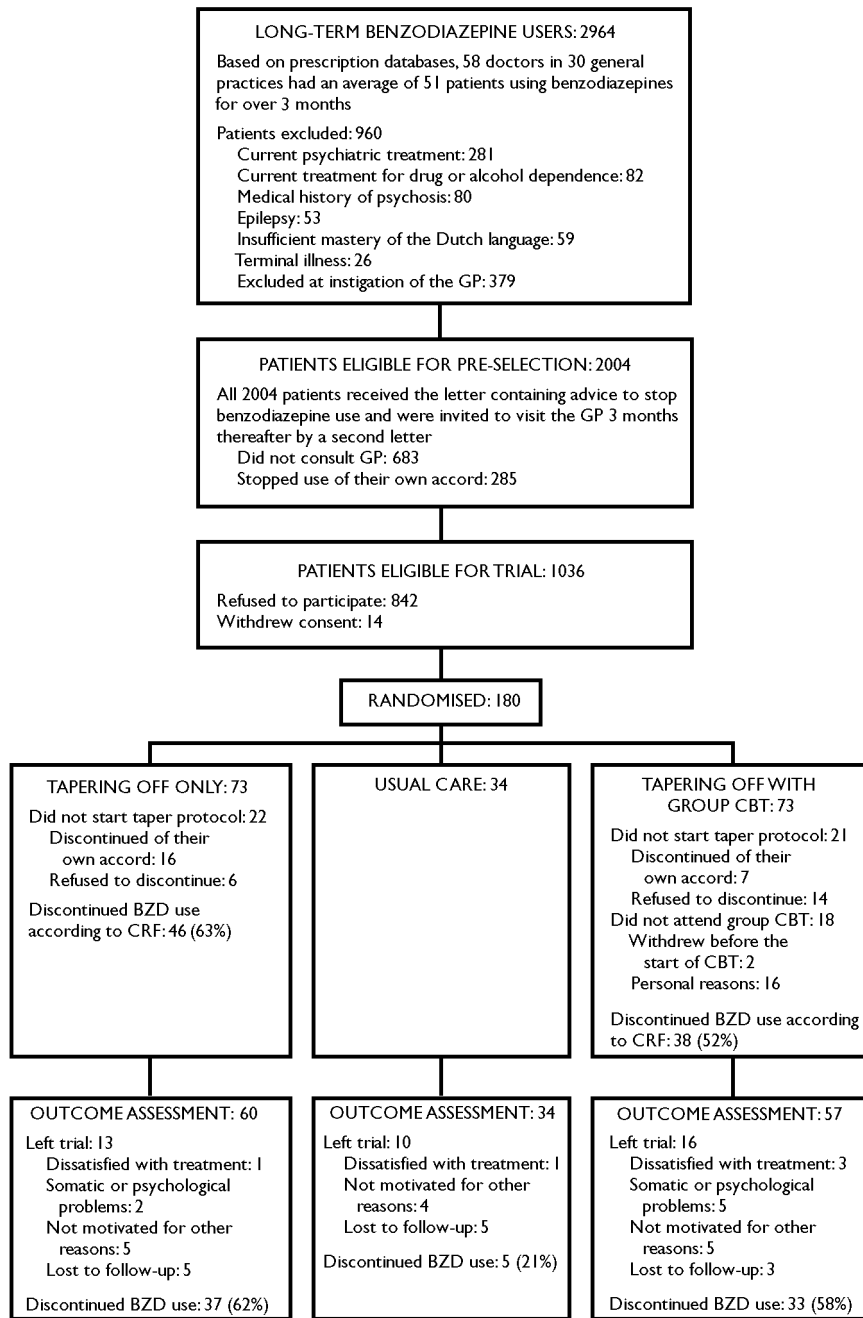 LONG-TERM BENZODIAZEPINE USERS: 2964
Based on prescription databases, 58 doctors in 30 general
practices had an average of 51 patients using benzodiazepines
for over 3 months
Patients excluded: 960
Current psychiatric treatment: 281
Current treatment for drug or alcohol dependence: 82
Medical history of psychosis: 80
Epilepsy: 53
Insufficient mastery of the Dutch language: 59
Terminal illness: 26
Excluded at instigation of the GP: 379
PATIENTS ELIGIBLE FOR PRE-SELECTION: 2004
All 2004 patients received the letter containing advice to stop
benzodiazepine use and were invited to visit the GP 3 months
thereafter by a second letter
Did not consult GP: 683
Stopped use of their own accord: 285
PATIENTS ELIGIBLE FOR TRIAL: 1036
Refused to participate: 842
Withdrew consent: 14
RANDOMISED: 180
TAPERING OFF ONLY: 73
Did not start taper protocol: 22
Discontinued of their
own accord: 16
Refused to discontinue: 6
Discontinued BZD use
according to CRF: 46 (63%)
USUAL CARE: 34
TAPERING OFF WITH
GROUP CBT: 73
Did not start taper protocol: 21
Discontinued of their
own accord: 7
Refused to discontinue: 14
Did not attend group CBT: 18
Withdrew before the
start of CBT: 2
Personal reasons: 16
Discontinued BZD use according
to CRF: 38 (52%)
OUTCOME ASSESSMENT: 60
Left trial: 13
Dissatisfied with treatment: 1
Somatic or psychological
problems: 2
Not motivated for other
reasons: 5
Lost to follow-up: 5
Discontinued BZD use: 37 (62%)
OUTCOME ASSESSMENT: 34
Left trial: 10
Dissatisfied with treatment: 1
Not motivated for other
reasons: 4
Lost to follow-up: 5
Discontinued BZD use: 5 (21%)
OUTCOME ASSESSMENT: 57
Left trial: 16
Dissatisfied with treatment: 3
Somatic or psychological
problems: 5
Not motivated for other
reasons: 5
Lost to follow-up: 3
Discontinued BZD use: 33 (58%)